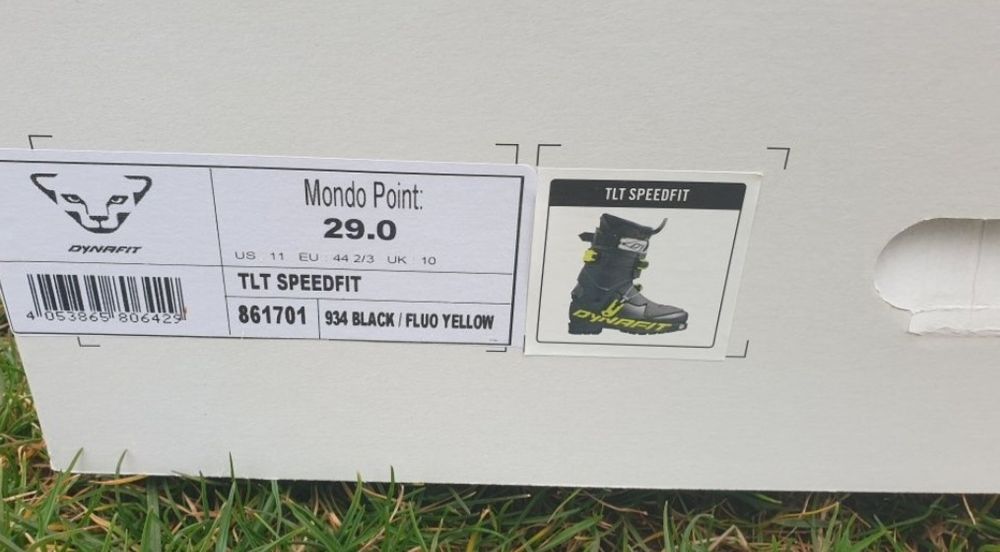 DYNAFIT
4 053865 806429
Mondo Point:
29.0
US : 11 EU : 44 2/3 UK : 10
TLT SPEEDFIT
861701
934 BLACK / FLUO YELLOW
TLT SPEEDFIT
DYNAFIT